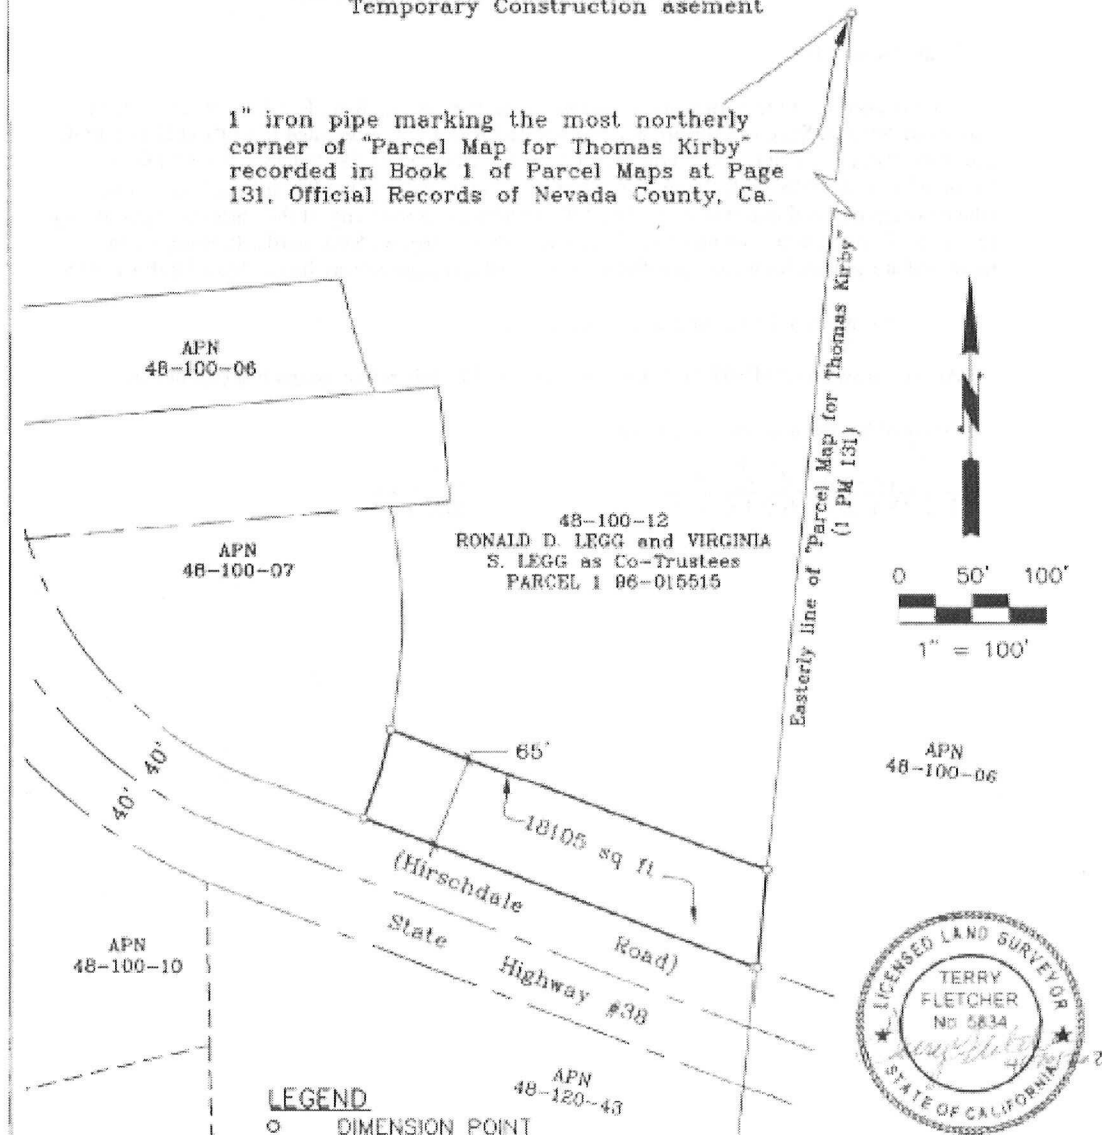 Temporary Construction asement
1" iron pipe marking the most northerly
corner of "Parcel Map for Thomas Kirby"
recorded in Book 1 of Parcel Maps at Page
131, Official Records of Nevada County, Ca.
Easterly line of "Parcel Map for Thomas Kirby"
(1 PM 131)
APN
48-100-06
APN
48-100-07
48-100-12
RONALD D. LEGG and VIRGINIA
S. LEGG as Co-Trustees
PARCEL 1 96-015515
N
0 50' 100'
1" = 100'
APN
48-100-06
65'
18105 sq ft
40'
40'
(Hirschdale Road)
State Highway #38
APN
48-100-10
APN
48-120-43
LICENSED LAND SURVEYOR
TERRY
FLETCHER
No. 5834
STATE OF CALIFORNIA
LEGEND
DIMENSION POINT